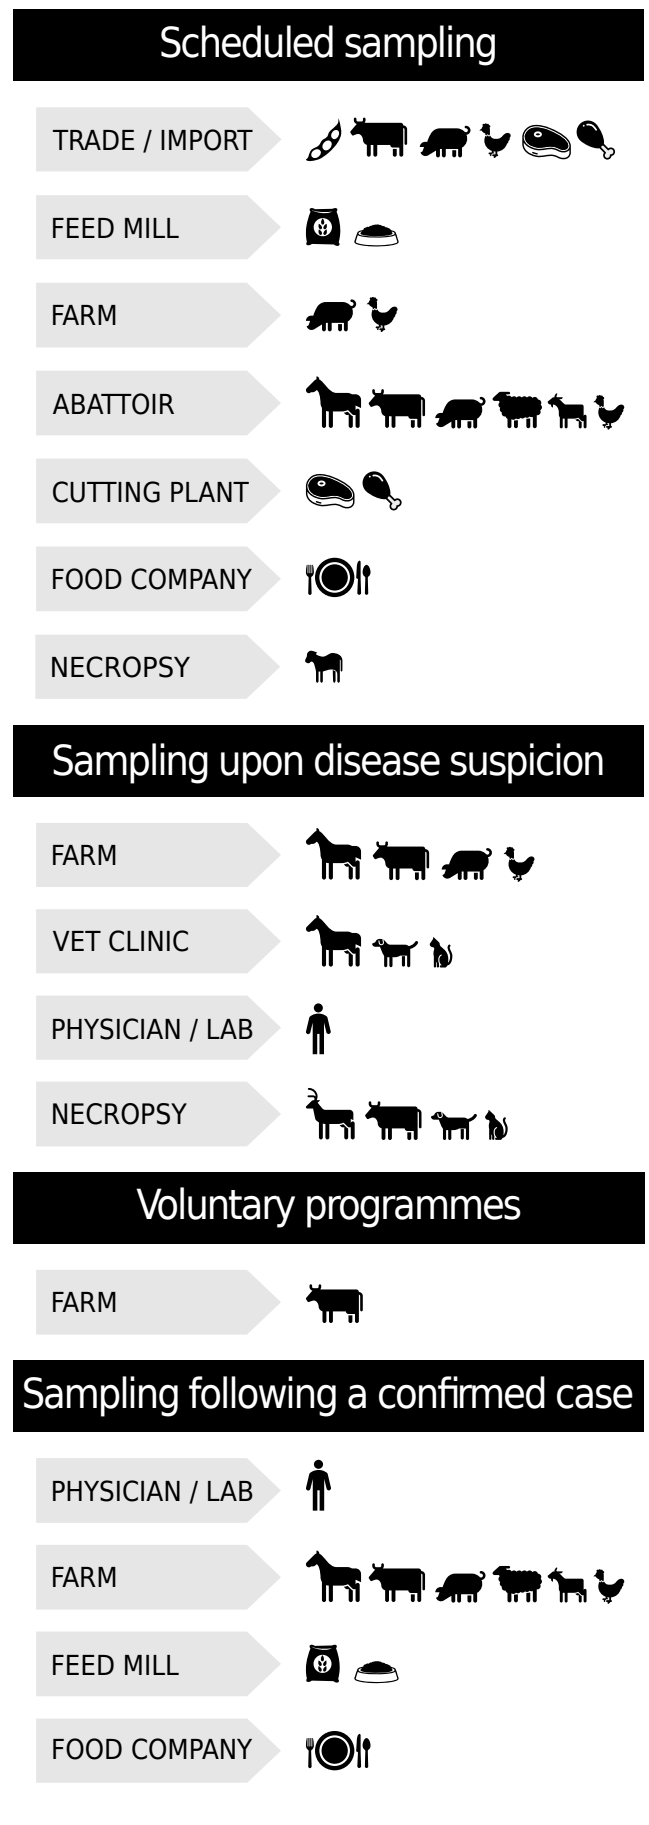 Scheduled sampling
TRADE / IMPORT
FEED MILL
FARM
ABATTOIR
CUTTING PLANT
FOOD COMPANY
NECROPSY
Sampling upon disease suspicion
FARM
VET CLINIC
PHYSICIAN / LAB
NECROPSY
Voluntary programmes
FARM
Sampling following a confirmed case
PHYSICIAN / LAB
FARM
FEED MILL
FOOD COMPANY